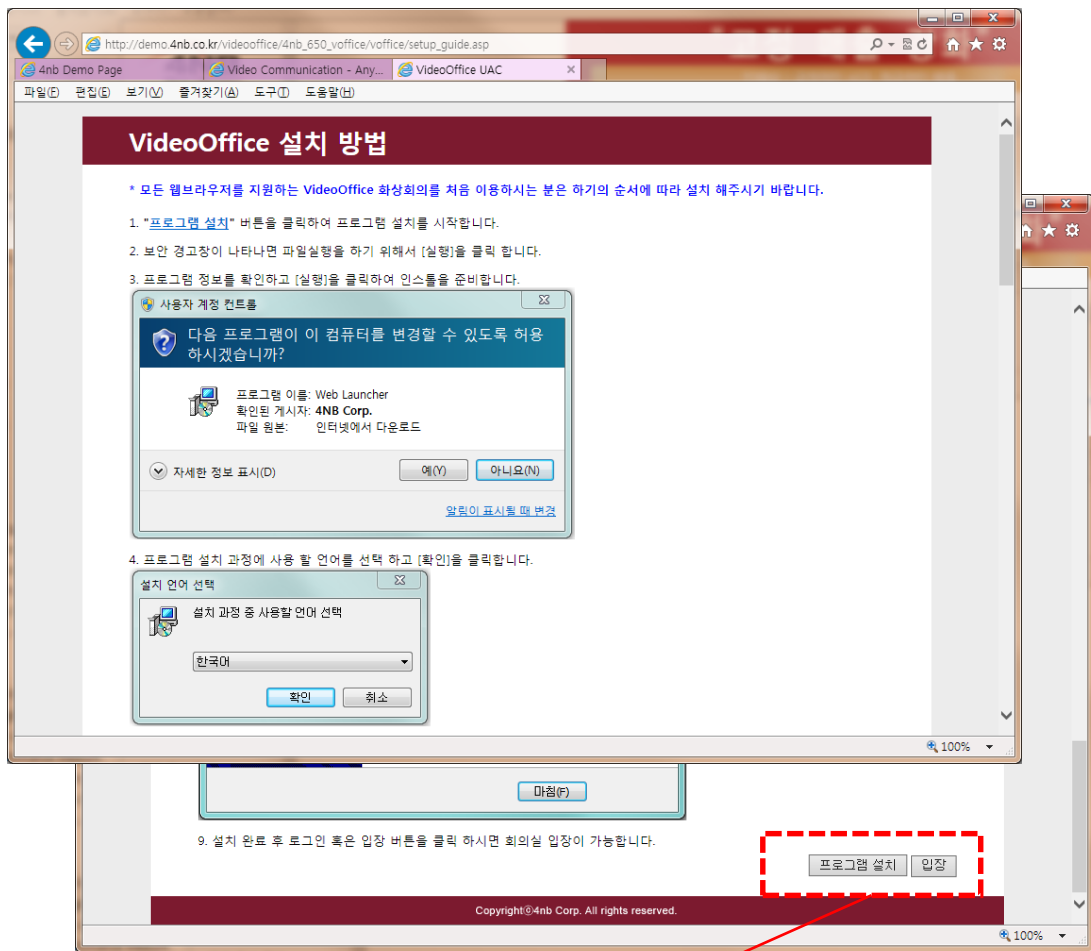 http://demo.4nb.co.kr/videooffice/4nb_650_voffice/voffice/setup_guide.asp
4nb Demo Page
Video Communication - Any...
VideoOffice UAC
파일(F) 편집(E) 보기(V) 즐겨찾기(A) 도구(T) 도움말(H)
VideoOffice 설치 방법
* 모든 웹브라우저를 지원하는 VideoOffice 화상회의를 처음 이용하시는 분은 하기의 순서에 따라 설치 해주시기 바랍니다.
1. "프로그램 설치" 버튼을 클릭하여 프로그램 설치를 시작합니다.
2. 보안 경고창이 나타나면 파일실행을 하기 위해서 [실행]을 클릭 합니다.
3. 프로그램 정보를 확인하고 [실행]을 클릭하여 인스톨을 준비합니다.
사용자 계정 컨트롤
다음 프로그램이 이 컴퓨터를 변경할 수 있도록 허용
하시겠습니까?
프로그램 이름: Web Launcher
확인된 게시자: 4NB Corp.
파일 원본: 인터넷에서 다운로드
자세한 정보 표시(D)
예(Y)
아니요(N)
알림이 표시될 때 변경
4. 프로그램 설치 과정에 사용 할 언어를 선택 하고 [확인]을 클릭합니다.
설치 언어 선택
설치 과정 중 사용할 언어 선택
한국어
확인
취소
100%
마침(F)
9. 설치 완료 후 로그인 혹은 입장 버튼을 클릭 하시면 회의실 입장이 가능합니다.
프로그램 설치
입장
Copyrightⓒ4nb Corp. All rights reserved.
100%